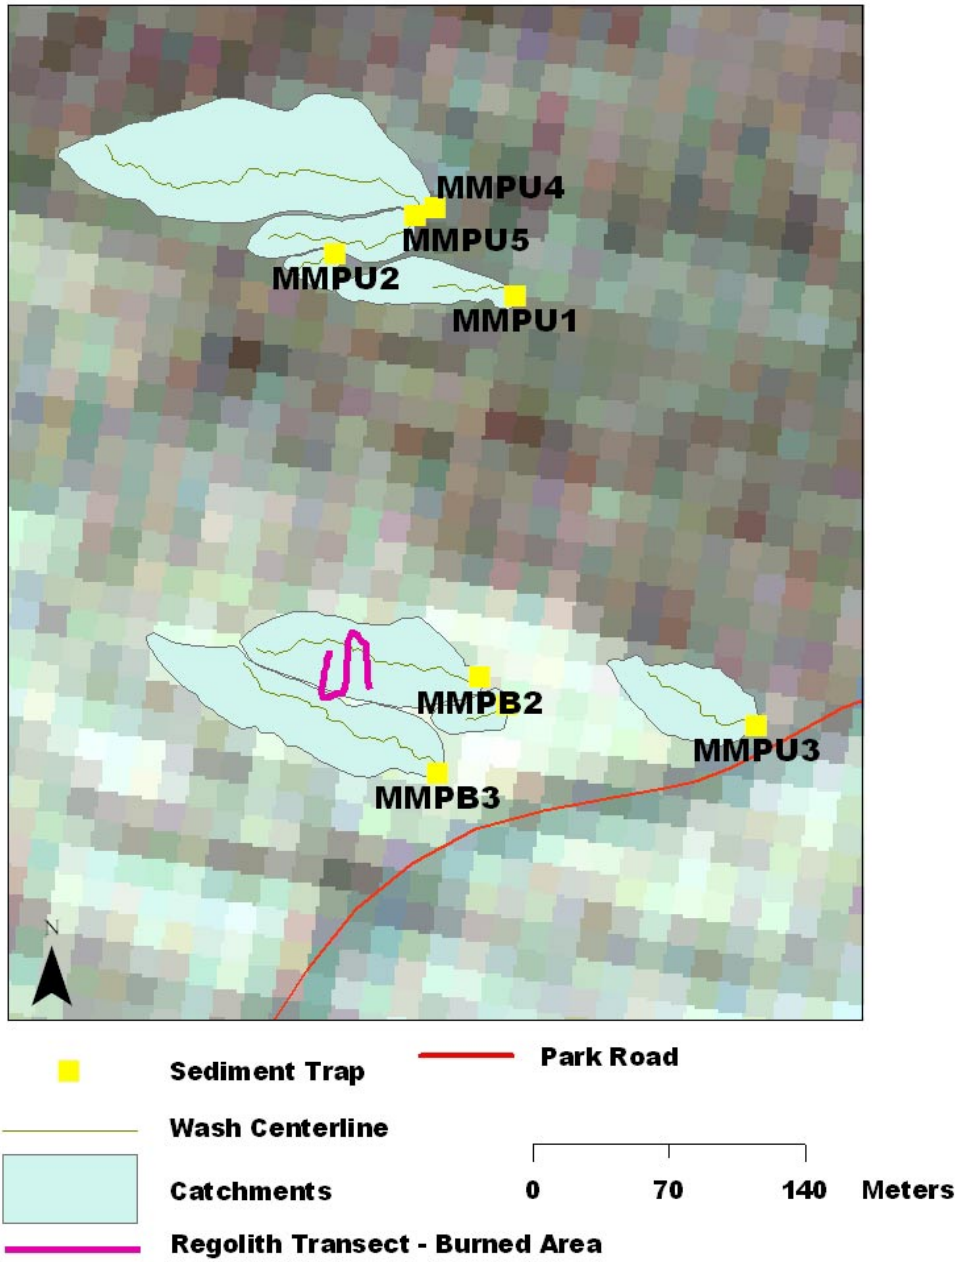 MMPU4
MMPU5
MMPU2
MMPU1
MMPB2
MMPU3
MMPB3
N
Sediment Trap
Park Road
Wash Centerline
Catchments
0 70 140 Meters
Regolith Transect - Burned Area